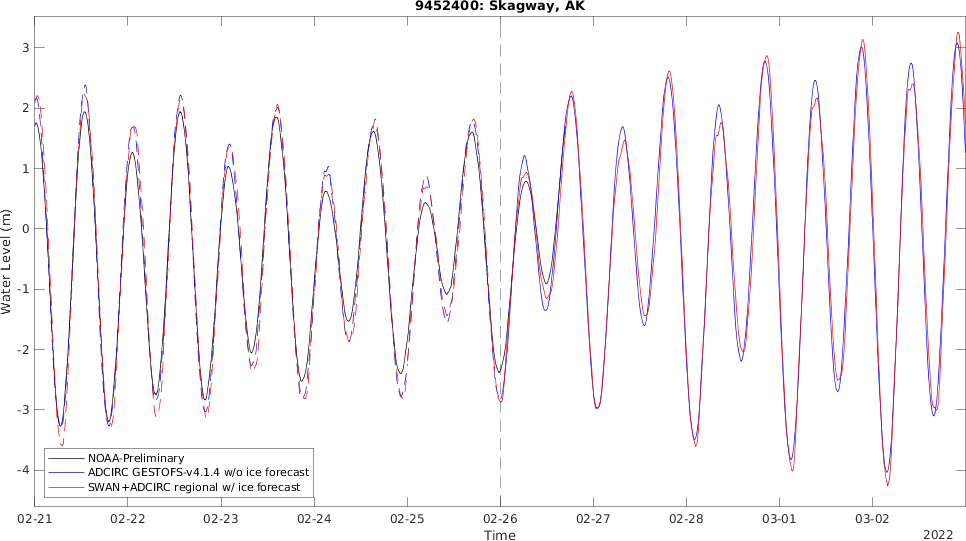 9452400: Skagway, AK
Water Level (m)
3
2
1
0
-1
-2
-3
-4
NOAA-Preliminary
ADCIRC GESTOFS-v4.1.4 w/o ice forecast
SWAN+ADCIRC regional w/ ice forecast
02-21 02-22 02-23 02-24 02-25 02-26 02-27 02-28 03-01 03-02
Time
2022